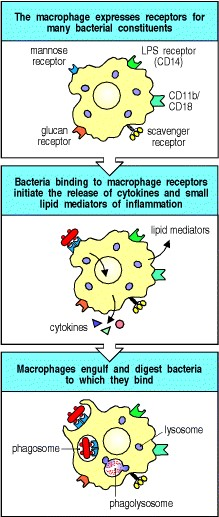 The macrophage expresses receptors for
many bacterial constituents
mannose
receptor
LPS receptor
(CD14)
CD11b/
CD18
glucan
receptor
scavenger
receptor
Bacteria binding to macrophage receptors
initiate the release of cytokines and small
lipid mediators of inflammation
lipid mediators
cytokines
Macrophages engulf and digest bacteria
to which they bind
lysosome
phagosome
phagolysosome